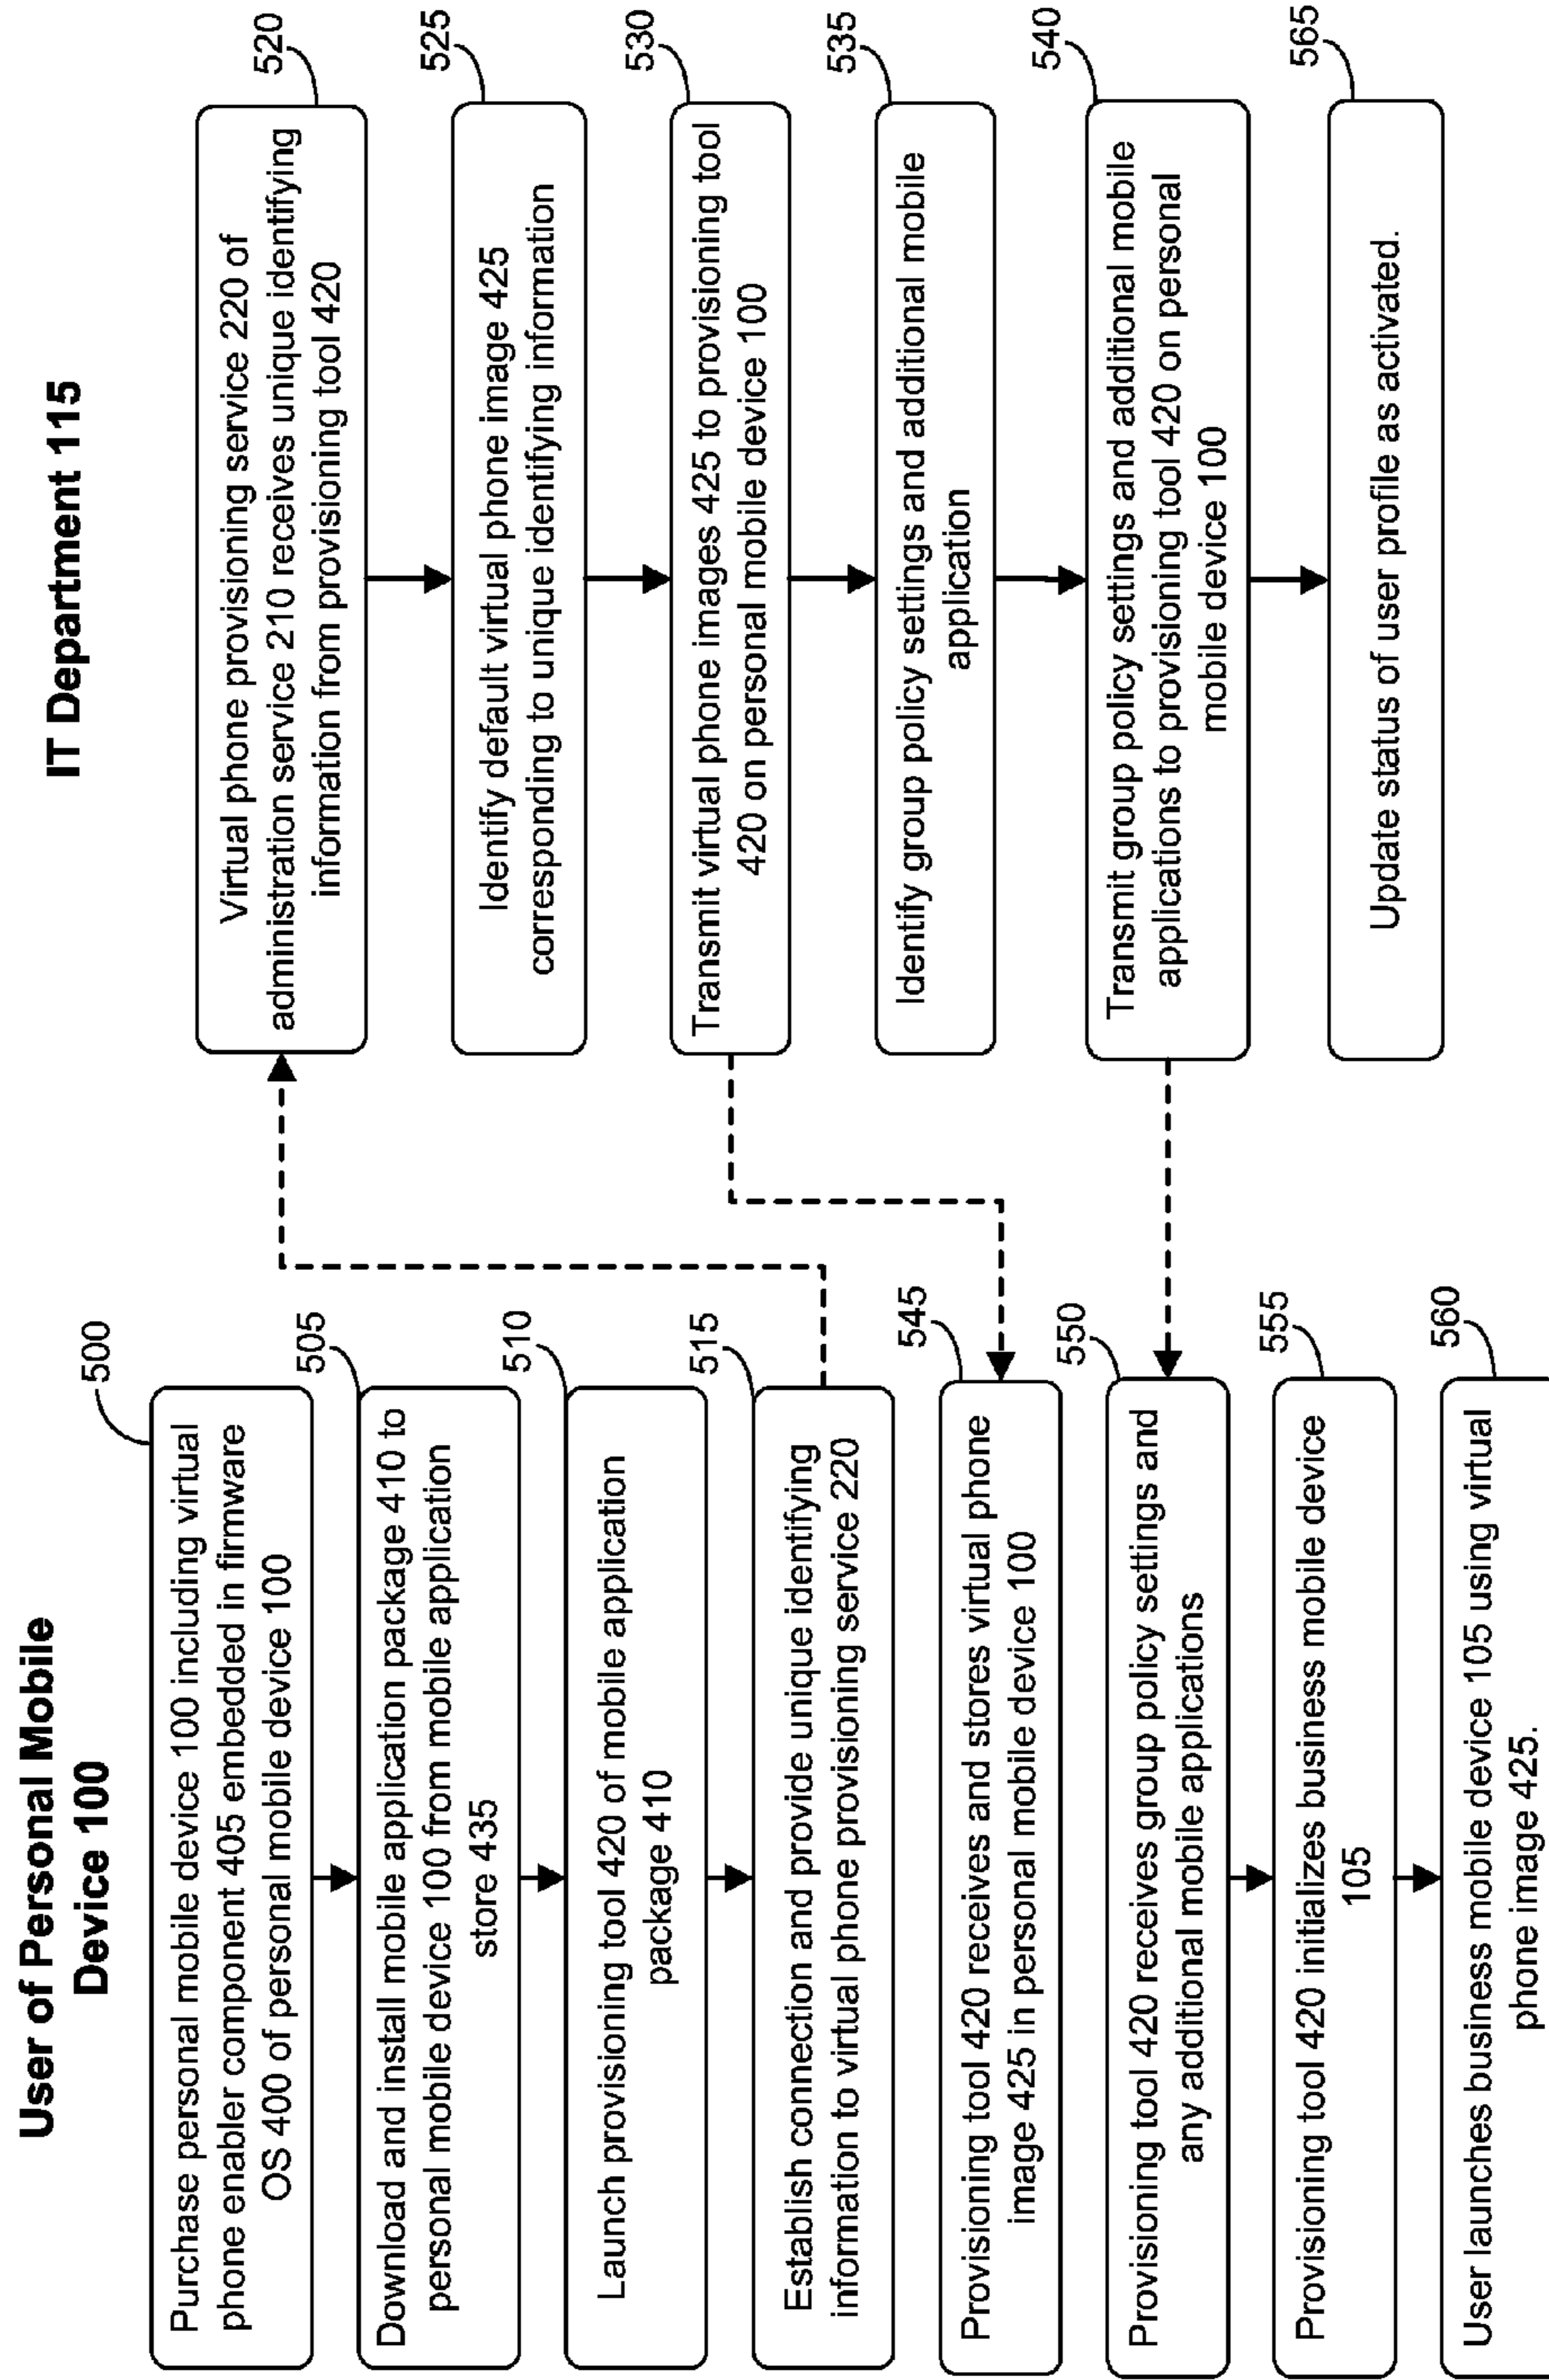 User of Personal Mobile
Device 100
500
Purchase personal mobile device 100 including virtual
phone enabler component 405 embedded in firmware
OS 400 of personal mobile device 100
505
Download and install mobile application package 410 to
personal mobile device 100 from mobile application
store 435
510
Launch provisioning tool 420 of mobile application
package 410
515
Establish connection and provide unique identifying
information to virtual phone provisioning service 220
545
Provisioning tool 420 receives and stores virtual phone
image 425 in personal mobile device 100
550
Provisioning tool 420 receives group policy settings and
any additional mobile applications
555
Provisioning tool 420 initializes business mobile device
105
560
User launches business mobile device 105 using virtual
phone image 425.
IT Department 115
520
Virtual phone provisioning service 220 of
administration service 210 receives unique identifying
information from provisioning tool 420
525
Identify default virtual phone image 425
corresponding to unique identifying information
530
Transmit virtual phone images 425 to provisioning tool
420 on personal mobile device 100
535
Identify group policy settings and additional mobile
application
540
Transmit group policy settings and additional mobile
applications to provisioning tool 420 on personal
mobile device 100
565
Update status of user profile as activated.